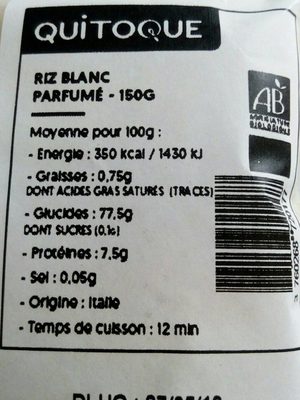 QUITOQUE
RIZ BLANC
PARFUMÉ - 150G
Moyenne pour 100g :
- Energie : 350 kcal / 1430 kJ
- Graisses : 0,75g
DONT ACIDES GRAS SATURÉS (TRACES)
- Glucides : 77,5g
DONT SUCRES (0,1g)
- Protéines : 7,5g
- Sel : 0,05g
- Origine : Italie
- Temps de cuisson : 12 min
AB
BIOLOGIQUE